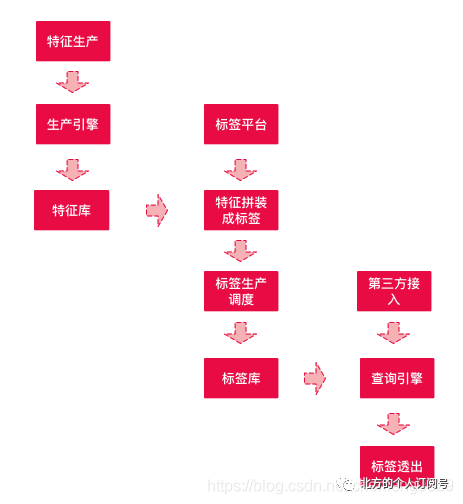 特征生产
生产引擎
特征库
标签平台
特征拼装
成标签
标签生产
调度
标签库
第三方接
入
查询引擎
标签透出
北方的个人订阅号
https://blog.csdn.ne